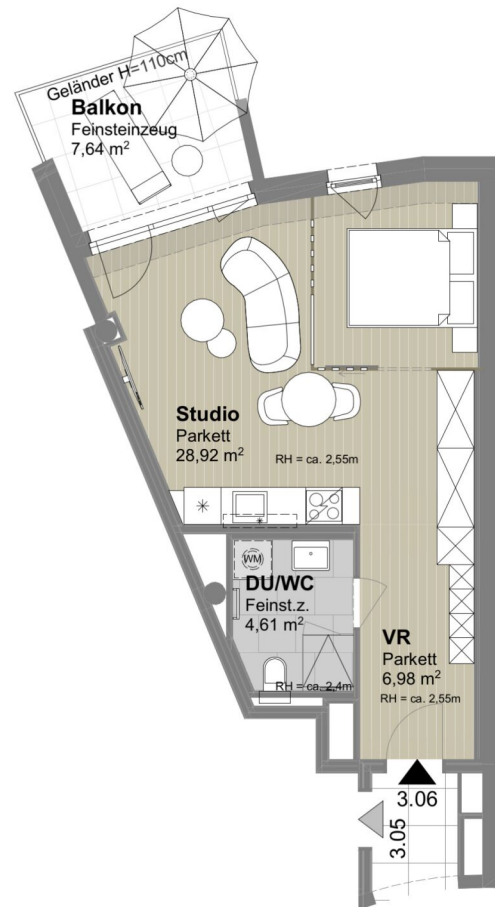 Geländer H=110cm
Balkon
Feinsteinzeug
7,64 m²
Studio
Parkett
28,92 m²
RH = ca. 2,55m
WM
DU/WC
Feinst.z.
4,61 m²
RH = ca. 2,4m
VR
Parkett
6,98 m²
RH = ca. 2,55m
3.06
3.05